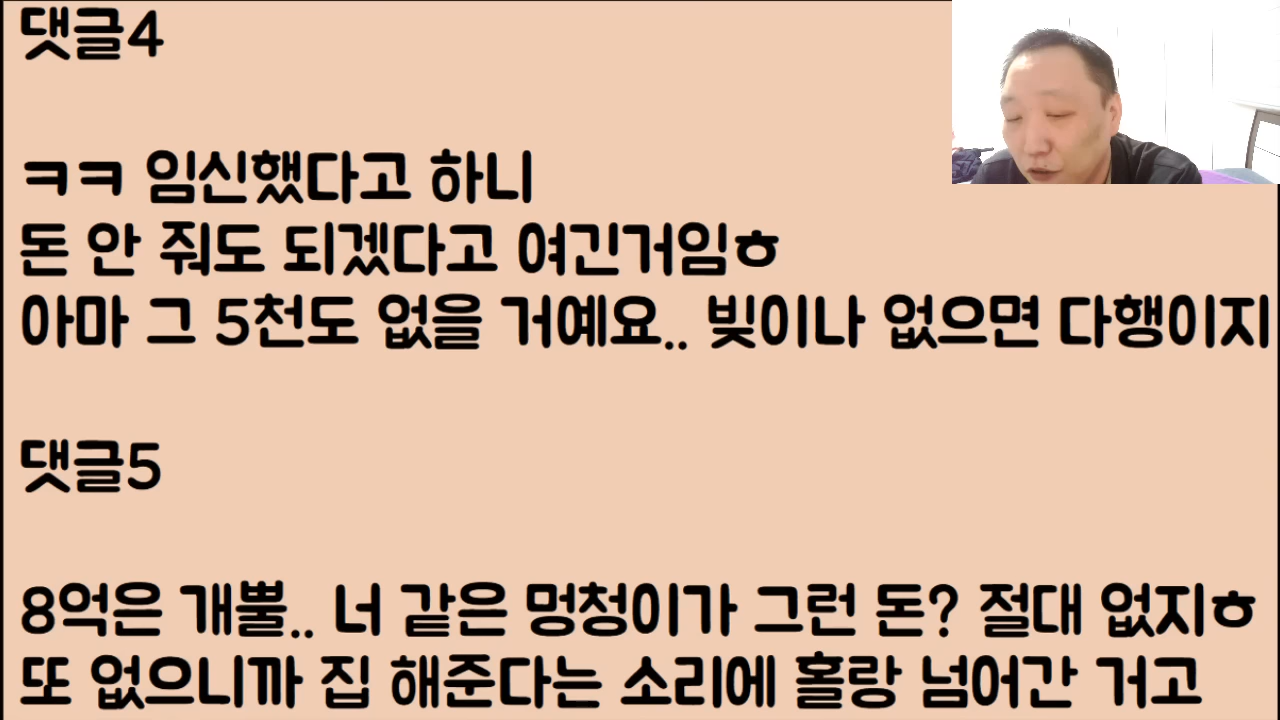 댓글4
ㅋㅋ 임신했다고 하니
돈 안 줘도 되겠다고 여긴거임ㅎ
아마 그 5천도 없을 거예요.. 빚이나 없으면 다행이지
댓글5
8억은 개뿔.. 너 같은 멍청이가 그런 돈? 절대 없지ㅎ
또 없으니까 집 해준다는 소리에 홀랑 넘어간 거고